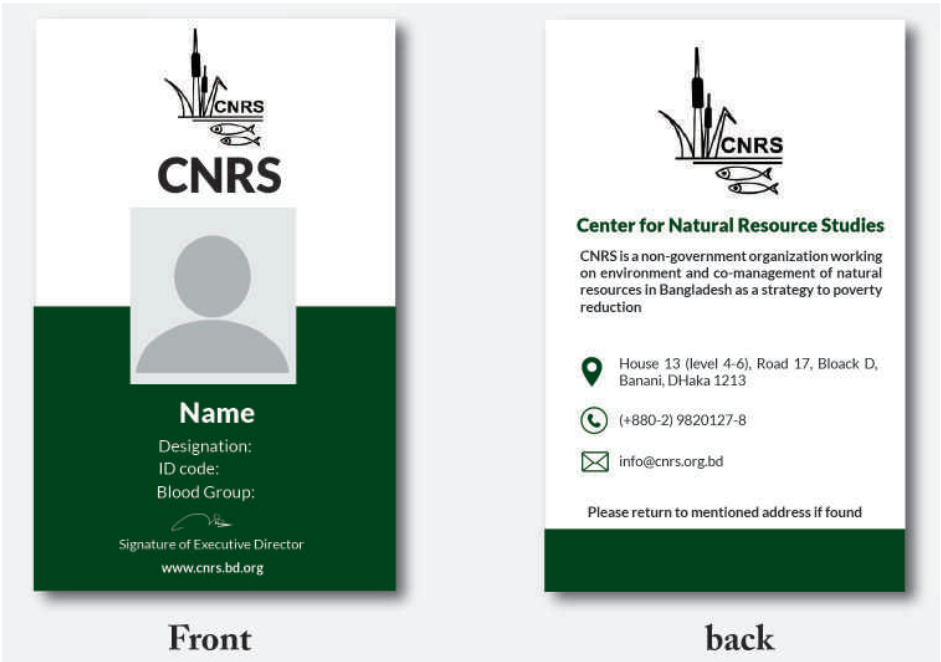 CNRS
CNRS
Name
Designation:
ID code:
Blood Group:
Signature of Executive Director
www.cnrs.bd.org
Front
CNRS
Center for Natural Resource Studies
CNRS is a non-government organization working
on environment and co-management of natural
resources in Bangladesh as a strategy to poverty
reduction
House 13 (level 4-6), Road 17, Bloack D,
Banani, DHaka 1213
(+880-2) 9820127-8
info@cnrs.org.bd
Please return to mentioned address if found
back